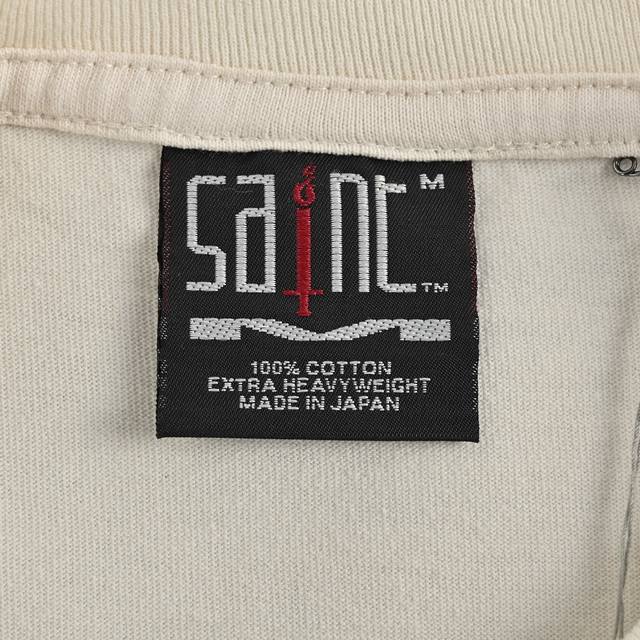 saint M
TM
100% COTTON
EXTRA HEAVYWEIGHT
MADE IN JAPAN